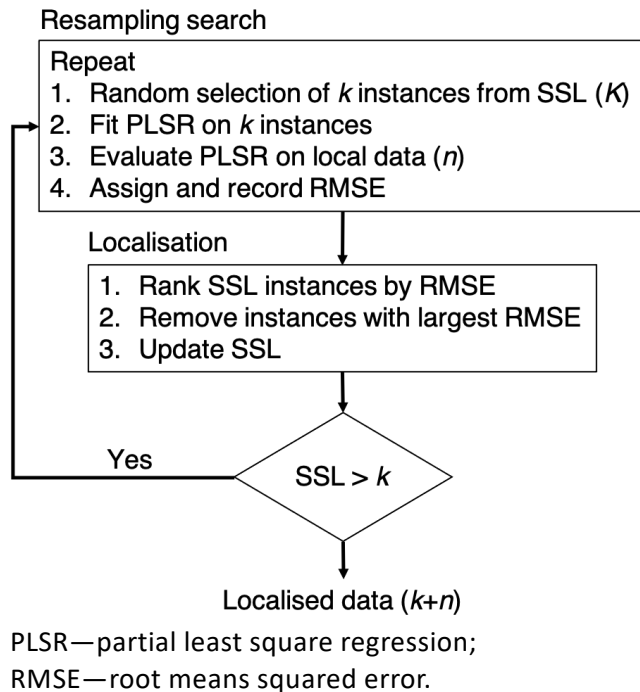 Resampling search
Repeat
1. Random selection of k instances from SSL (K)
2. Fit PLSR on k instances
3. Evaluate PLSR on local data (n)
4. Assign and record RMSE
Localisation
1. Rank SSL instances by RMSE
2. Remove instances with largest RMSE
3. Update SSL
Yes
SSL > k
Localised data (k+n)
PLSR—partial least square regression;
RMSE—root means squared error.